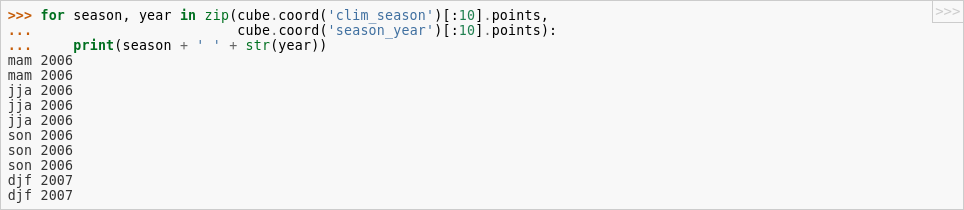 >>> for season, year in zip(cube.coord('clim_season')[:10].points,
...                         cube.coord('season_year')[:10].points):
...     print(season + ' ' + str(year))
mam 2006
mam 2006
jja 2006
jja 2006
jja 2006
son 2006
son 2006
son 2006
djf 2007
djf 2007
>>>